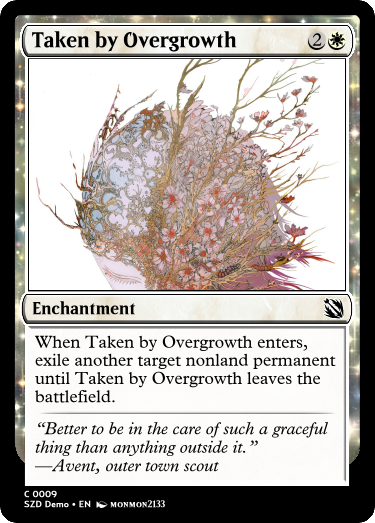 Taken by Overgrowth 2
Enchantment
When Taken by Overgrowth enters,
exile another target nonland permanent
until Taken by Overgrowth leaves the
battlefield.
“Better to be in the care of such a graceful
thing than anything outside it.”
—Avent, outer town scout
C 0009
SZD Demo • EN MONMON2133